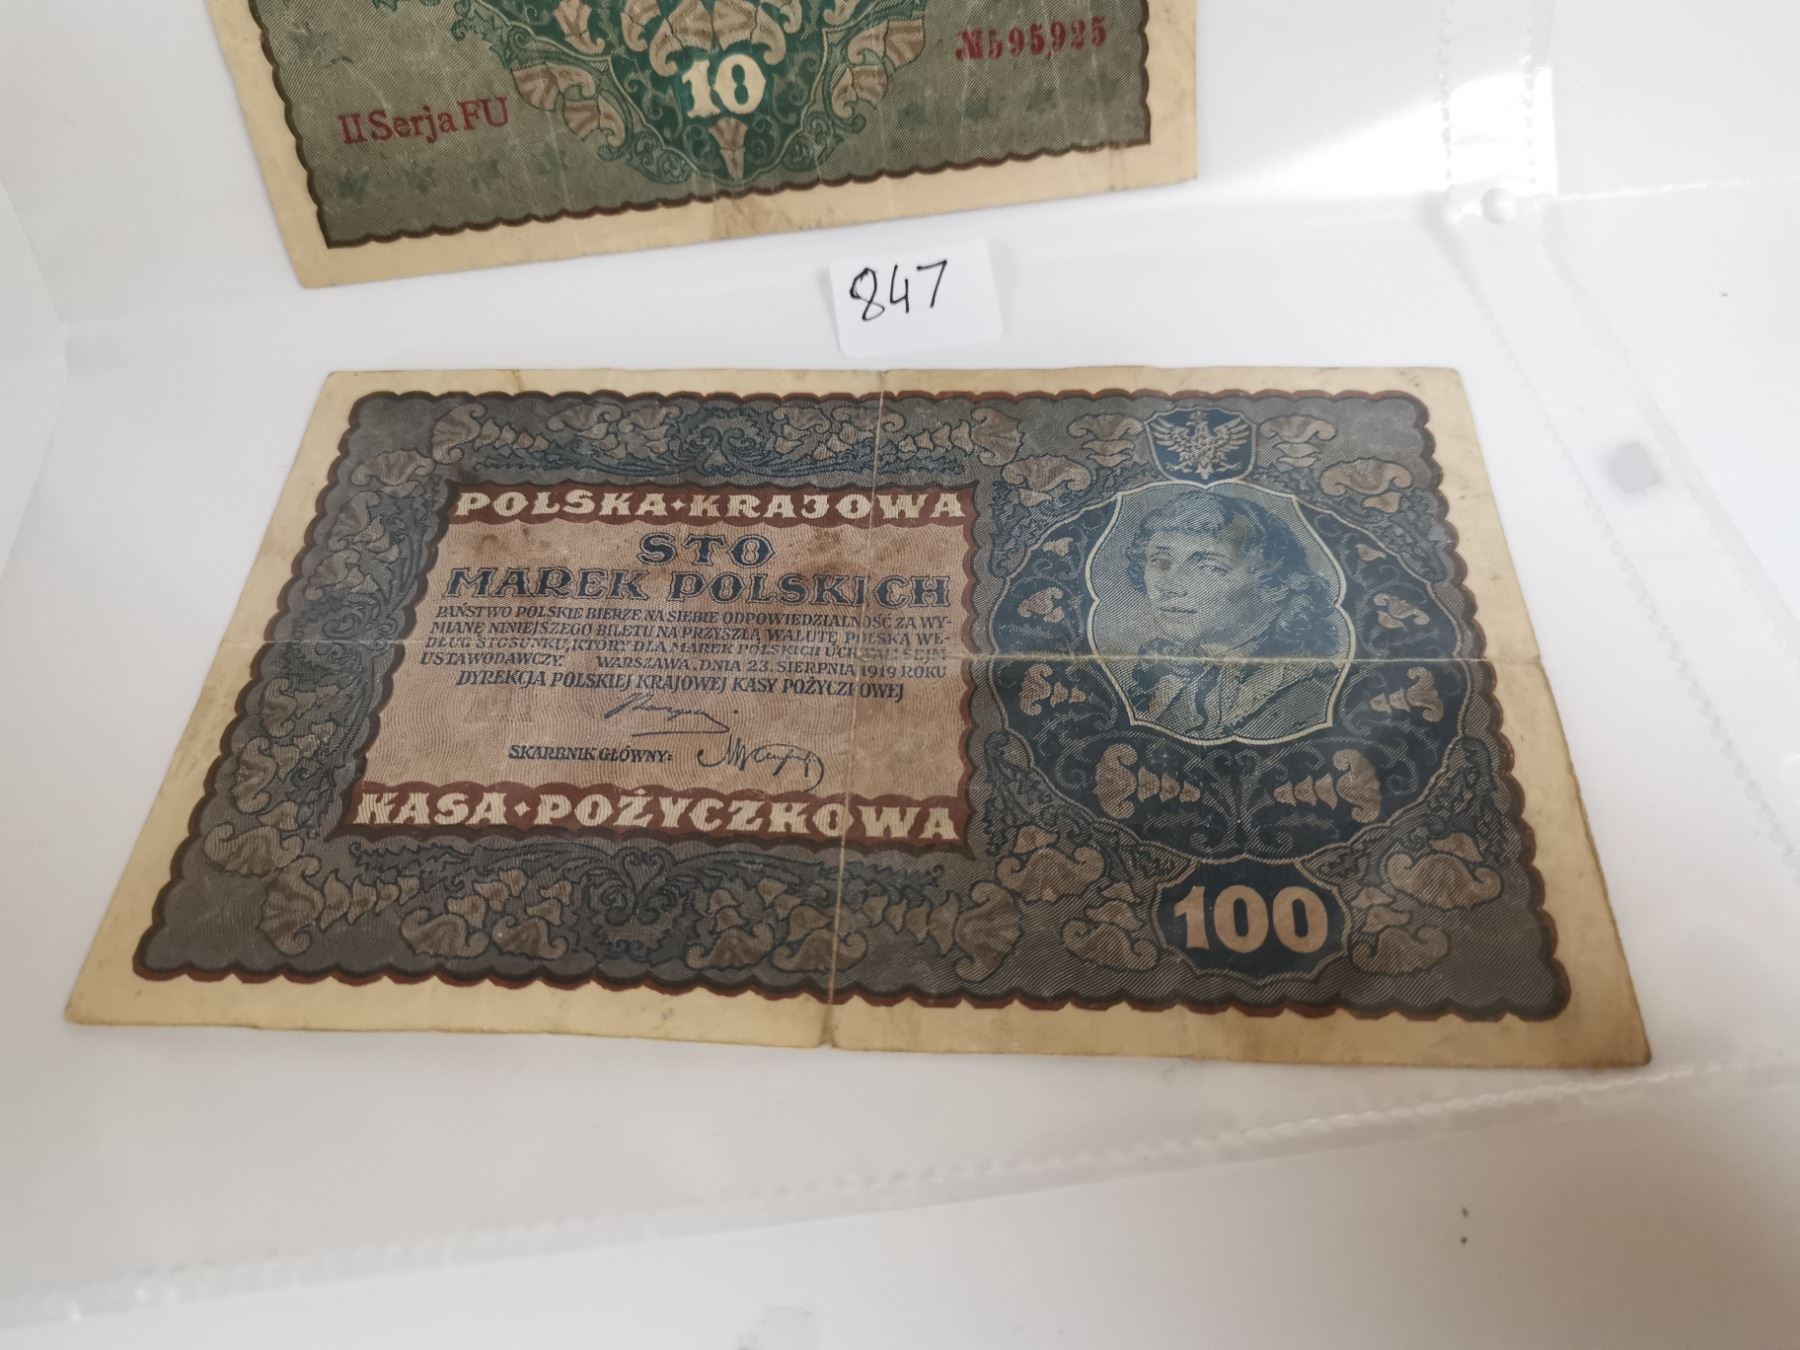 10
№595,925
II Serja FU
847
POLSKA•KRAJOWA
STO
MAREK POLSKICH
PAŃSTWO POLSKIE BIERZE NA SIEBIE ODPOWIEDZIALNOŚĆ ZA WY-
MIANĘ NINIEJSZEGO BILETU NA PRZYSZŁĄ WALUTĘ POLSKĄ WE-
DŁUG STOSUNKU, KTÓRY DLA MAREK POLSKICH UCHWALI SEJM
USTAWODAWCZY. WARSZAWA, DNIA 23. SIERPNIA 1919 ROKU
DYREKCJA POLSKIEJ KRAJOWEJ KASY POŻYCZKOWEJ
SKARBNIK GŁÓWNY:
KASA•POŻYCZKOWA
100